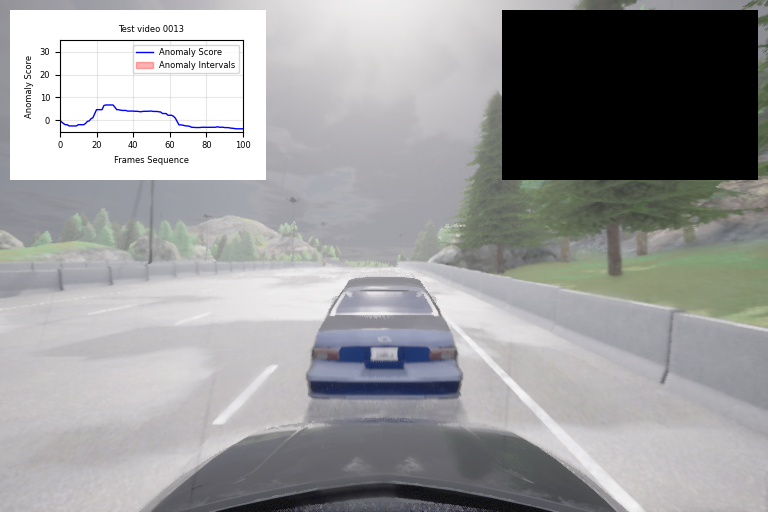 Test video 0013
Anomaly Score
Anomaly Intervals
Anomaly Score
30
20
10
0
0 20 40 60 80 100
Frames Sequence